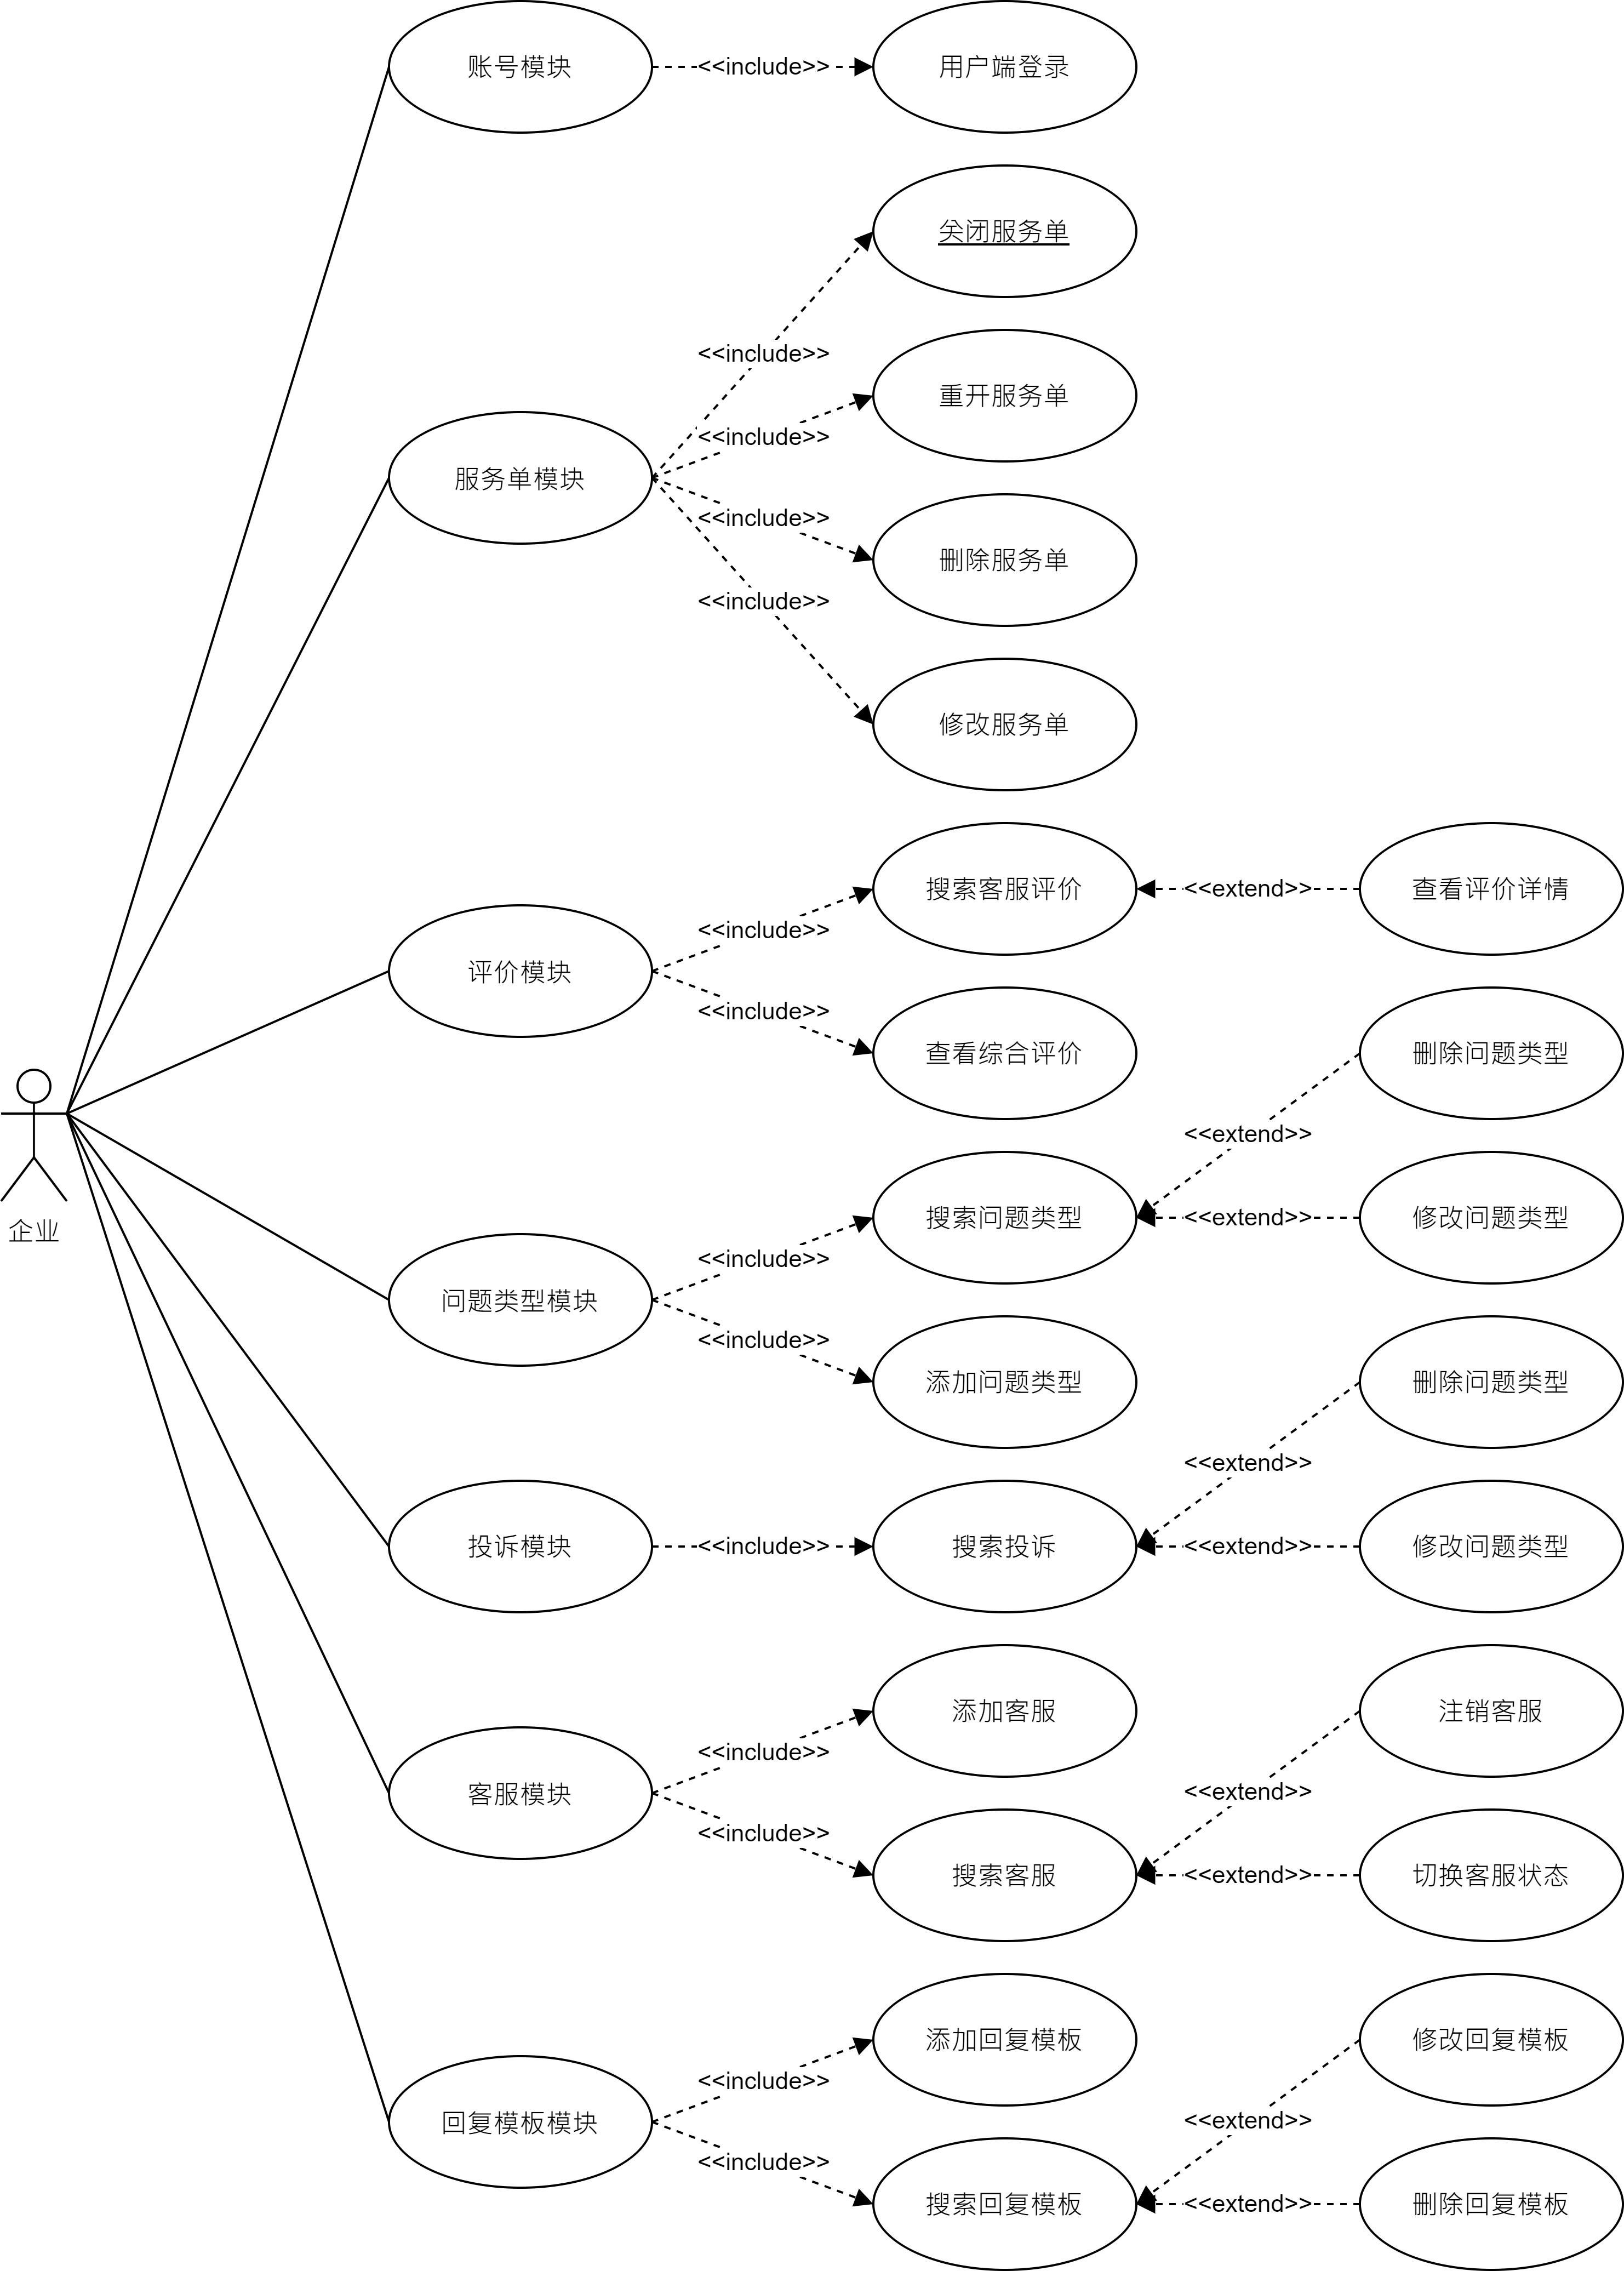 账号模块
<<include>>
用户端登录
关闭服务单
<<include>>
重开服务单
<<include>>
服务单模块
<<include>>
删除服务单
<<include>>
修改服务单
搜索客服评价
<<extend>>
查看评价详情
<<include>>
评价模块
<<include>>
查看综合评价
删除问题类型
<<extend>>
搜索问题类型
<<extend>>
修改问题类型
企业
<<include>>
问题类型模块
<<include>>
添加问题类型
删除问题类型
<<extend>>
投诉模块
<<include>>
搜索投诉
<<extend>>
修改问题类型
添加客服
注销客服
<<include>>
客服模块
<<extend>>
<<include>>
搜索客服
<<extend>>
切换客服状态
添加回复模板
修改回复模板
<<include>>
回复模板模块
<<extend>>
<<include>>
搜索回复模板
<<extend>>
删除回复模板